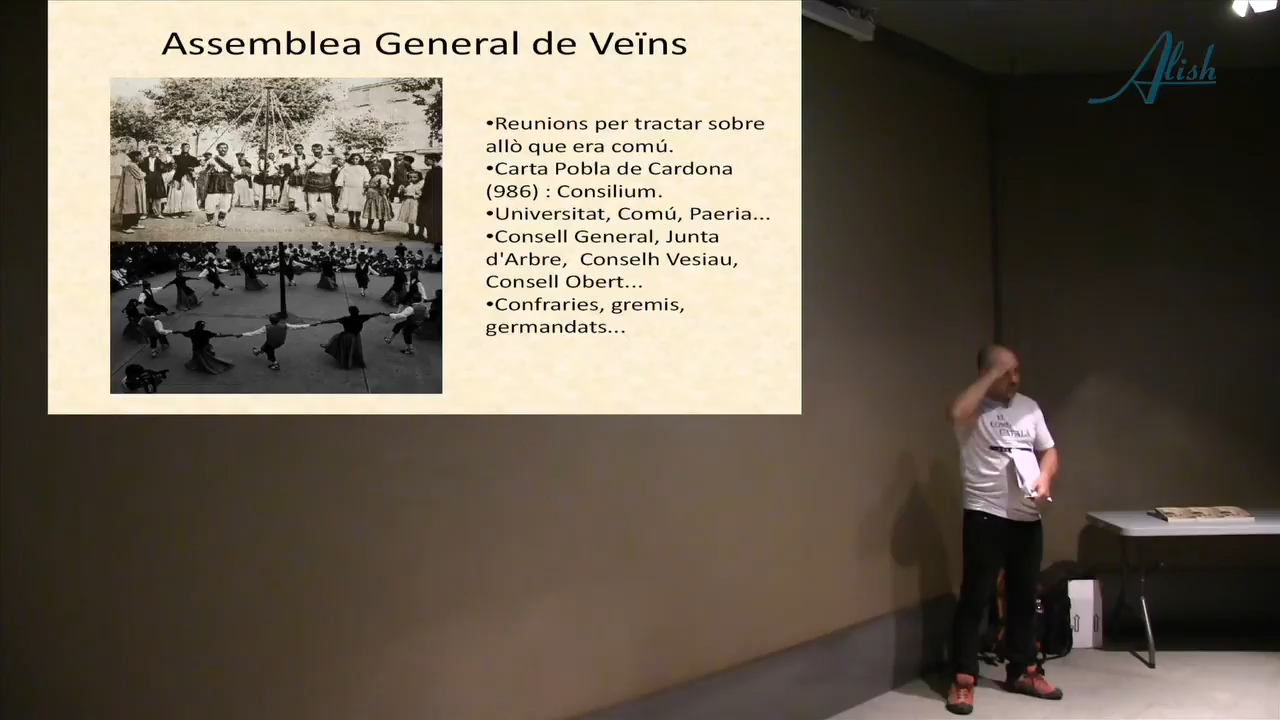 Assemblea General de Veïns
•Reunions per tractar sobre
allò que era comú.
•Carta Pobla de Cardona
(986) : Consilium.
•Universitat, Comú, Paeria...
•Consell General, Junta
d'Arbre,  Conselh Vesiau,
Consell Obert...
•Confraries, gremis,
germandats...
Alish
CATALÀ